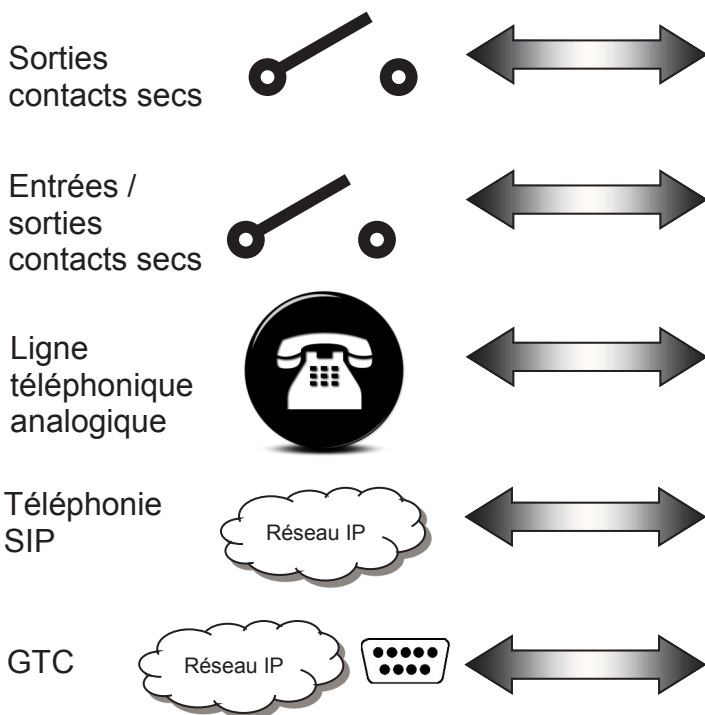 Sorties
contacts secs
Entrées /
sorties
contacts secs
Ligne
téléphonique
analogique
Téléphonie
SIP
Réseau IP
GTC
Réseau IP